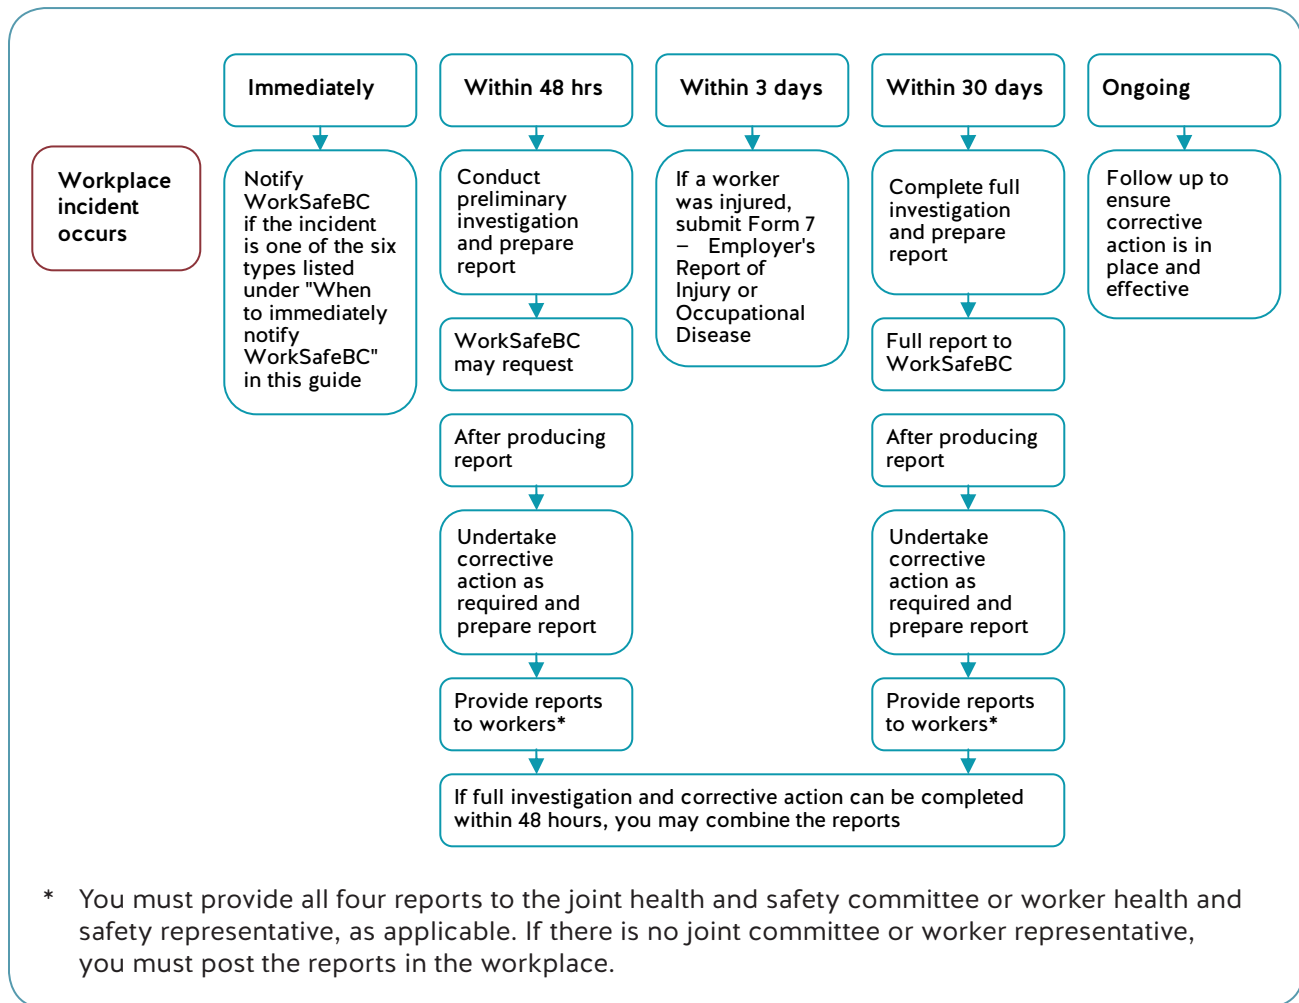 Immediately
Within 48 hrs
Within 3 days
Within 30 days
Ongoing
Workplace
incident
occurs
Notify
WorkSafeBC
if the incident
is one of the six
types listed
under "When
to immediately
notify
WorkSafeBC"
in this guide
Conduct
preliminary
investigation
and prepare
report
WorkSafeBC
may request
After producing
report
Undertake
corrective
action as
required and
prepare report
Provide reports
to workers*
If a worker
was injured,
submit Form 7
– Employer's
Report of
Injury or
Occupational
Disease
Complete full
investigation
and prepare
report
Full report to
WorkSafeBC
After producing
report
Undertake
corrective
action as
required and
prepare report
Provide reports
to workers*
Follow up to
ensure
corrective
action is in
place and
effective
If full investigation and corrective action can be completed
within 48 hours, you may combine the reports
* You must provide all four reports to the joint health and safety committee or worker health and
safety representative, as applicable. If there is no joint committee or worker representative,
you must post the reports in the workplace.